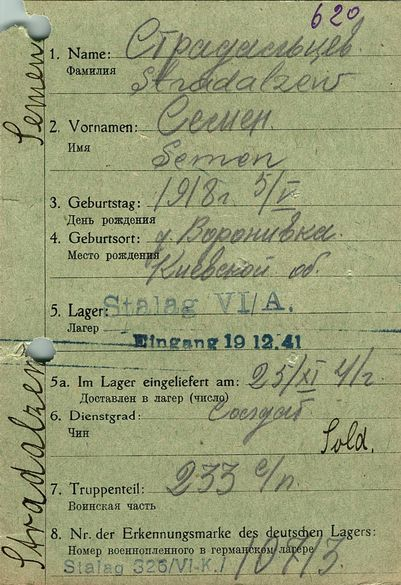 620
1. Name: Страдальцев.
Фамилия
Stradalzew
2. Vornamen: Семен.
Имя
Semen
3. Geburtstag: 1918г 5/V
День рождения
4. Geburtsort: д. Воронивка.
Место рождения
Киевской об.
5. Lager: Stalag VI/A.
Лагерь
Eingang 19 12. 41
5a. Im Lager eingeliefert am: 25/XI 41г
Доставлен в лагерь (число)
6. Dienstgrad: Солдат
Чин
Sold.
7. Truppenteil: 233 с/п.
Воинская часть
8. Nr. der Erkennungsmarke des deutschen Lagers:
Номер военнопленного в германском лагере
Stalag 326/VI-K.
Semen
Stradalzew